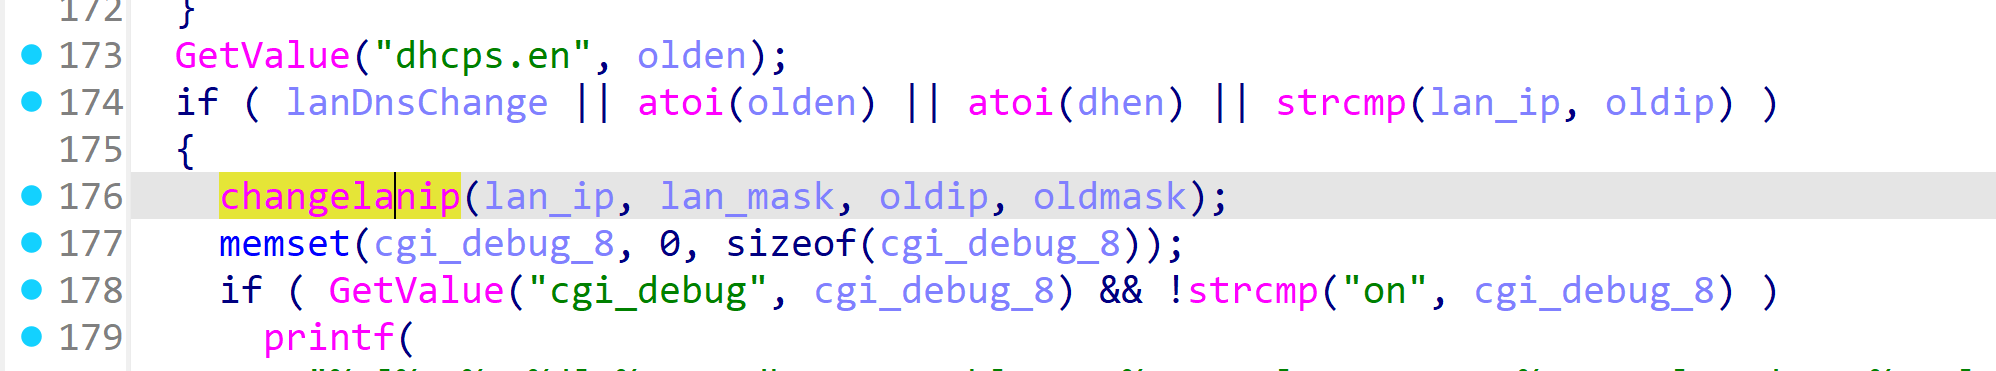 172 }
173 GetValue("dhcps.en", olden);
174 if ( lanDnsChange || atoi(olden) || atoi(dhen) || strcmp(lan_ip, oldip) )
175 {
176 changelanip(lan_ip, lan_mask, oldip, oldmask);
177 memset(cgi_debug_8, 0, sizeof(cgi_debug_8));
178 if ( GetValue("cgi_debug", cgi_debug_8) && !strcmp("on", cgi_debug_8) )
179 printf(